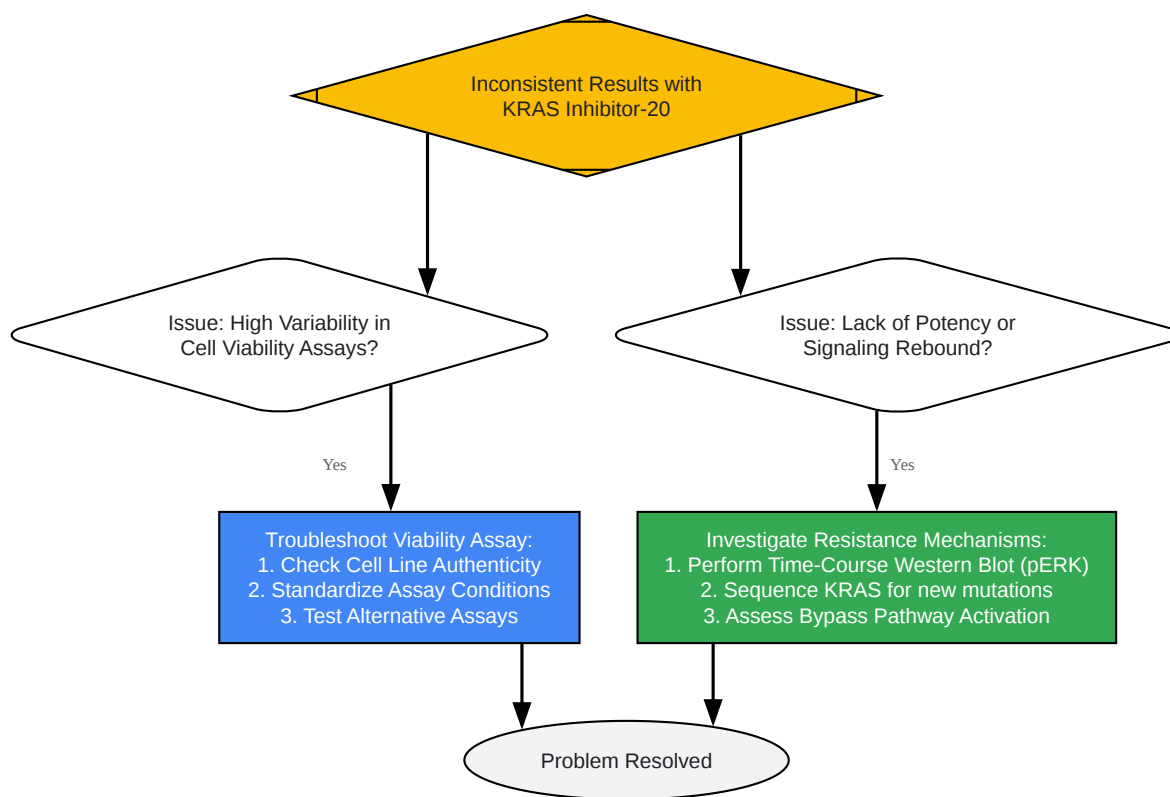 Inconsistent Results with
KRAS Inhibitor-20
Issue: High Variability in
Cell Viability Assays?
Issue: Lack of Potency or
Signaling Rebound?
Yes
Yes
Troubleshoot Viability Assay:
1. Check Cell Line Authenticity
2. Standardize Assay Conditions
3. Test Alternative Assays
Investigate Resistance Mechanisms:
1. Perform Time-Course Western Blot (pERK)
2. Sequence KRAS for new mutations
3. Assess Bypass Pathway Activation
Problem Resolved